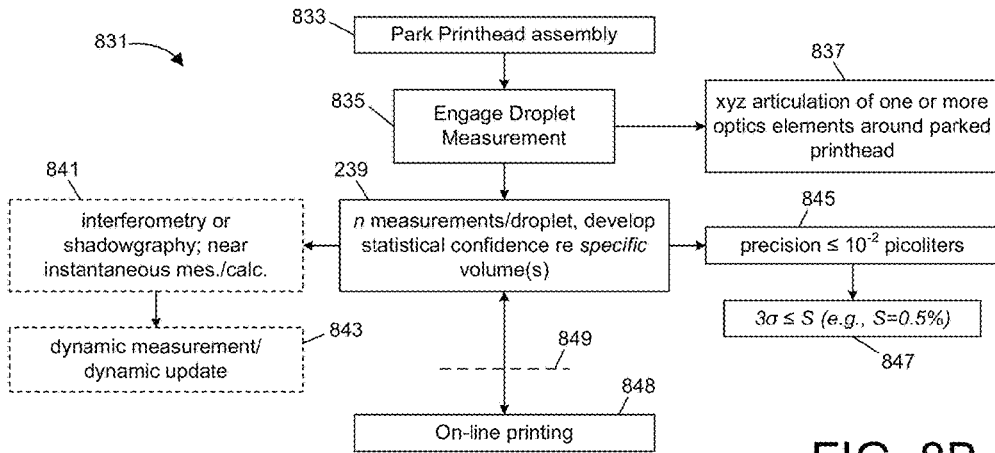 833
Park Printhead assembly
831
837
835
Engage Droplet
Measurement
xyz articulation of one or more
optics elements around parked
printhead
841
239
interferometry or
shadowgraphy; near
instantaneous mes./calc.
n measurements/droplet, develop
statistical confidence re specific
volume(s)
845
precision ≤ 10⁻² picoliters
843
dynamic measurement/
dynamic update
3σ ≤ S (e.g., S=0.5%)
847
849
848
On-line printing